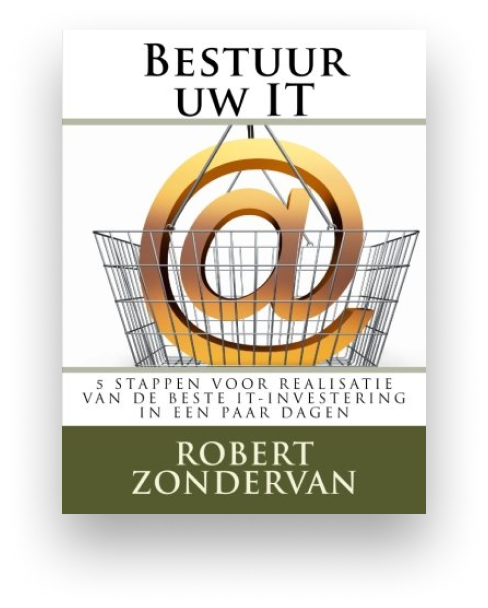 Bestuur
uw IT
@
5 stappen voor realisatie
van de beste IT-investering
in een paar dagen
Robert
Zondervan